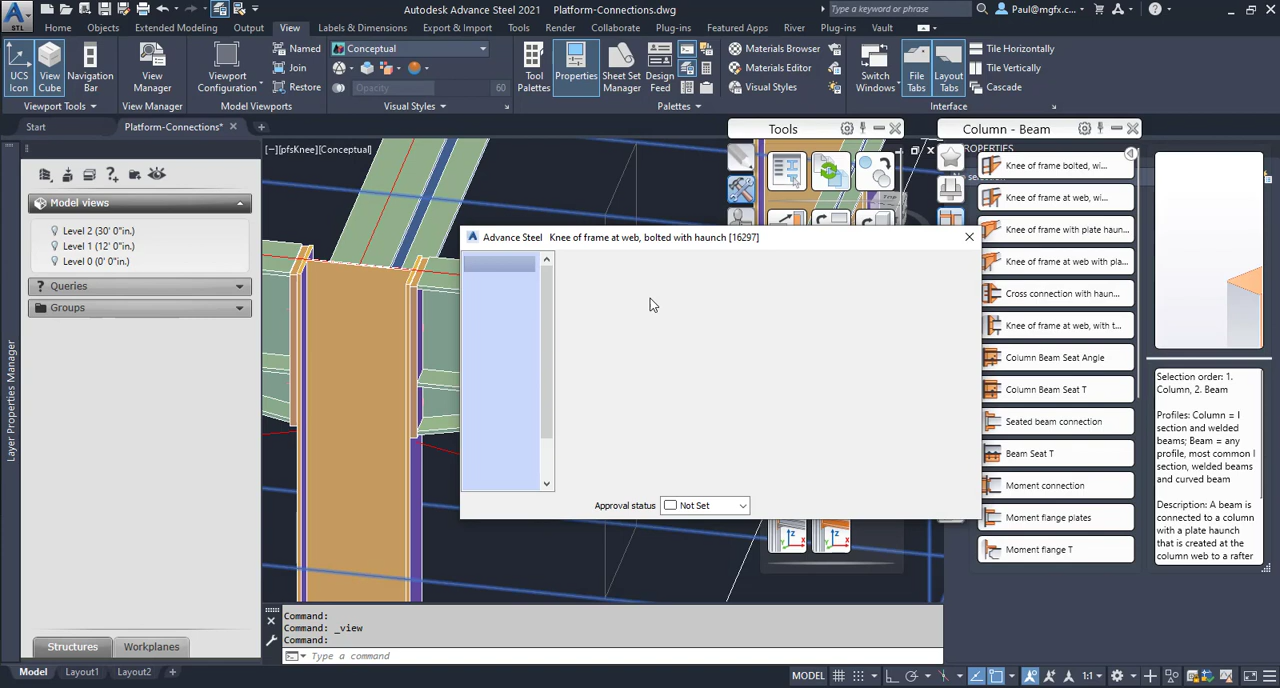 Autodesk Advance Steel 2021 Platform-Connections.dwg
Type a keyword or phrase
Paul@mgfx.c...
STL
Home Objects Extended Modeling Output View Labels & Dimensions Export & Import Tools Render Collaborate Plug-ins Featured Apps River Plug-ins Vault
UCS Icon
View Cube
Navigation Bar
View Manager
Viewport Configuration
Named
Join
Restore
Conceptual
Opacity 60
Tool Palettes
Properties
Sheet Set Manager
Design Feed
Materials Browser
Materials Editor
Visual Styles
Switch Windows
File Tabs
Layout Tabs
Tile Horizontally
Tile Vertically
Cascade
Viewport Tools
View Manager
Model Viewports
Visual Styles
Palettes
Interface
Start
Platform-Connections*
[−][pfsKnee][Conceptual]
Layer Properties Manager
Model views
Level 2 (30' 0"in.)
Level 1 (12' 0"in.)
Level 0 (0' 0"in.)
Queries
Groups
Structures
Workplanes
Tools
Column - Beam
PROPERTIES
Knee of frame bolted, wi...
Knee of frame at web, wi...
Knee of frame with plate haun...
Knee of frame at web with pla...
Cross connection with haun...
Knee of frame at web, with t...
Column Beam Seat Angle
Column Beam Seat T
Seated beam connection
Beam Seat T
Moment connection
Moment flange plates
Moment flange T
Selection order: 1.
Column, 2. Beam
Profiles: Column = I
section and welded
beams; Beam = any
profile, most common I
section, welded beams
and curved beam
Description: A beam is
connected to a column
with a plate haunch
that is created at the
column web to a rafter
Advance Steel Knee of frame at web, bolted with haunch [16297]
Approval status Not Set
Command:
Command: _view
Command:
Type a command
Model Layout1 Layout2 +
MODEL
1:1